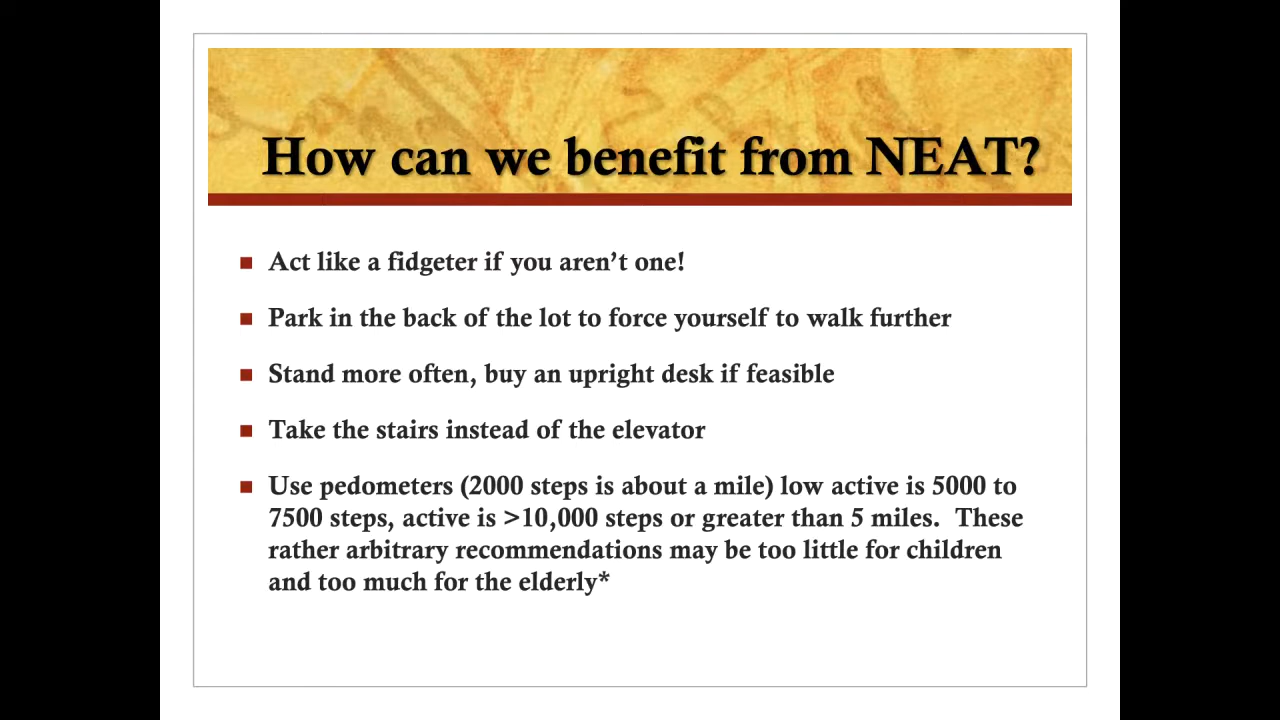 How can we benefit from NEAT?
Act like a fidgeter if you aren’t one!
Park in the back of the lot to force yourself to walk further
Stand more often, buy an upright desk if feasible
Take the stairs instead of the elevator
Use pedometers (2000 steps is about a mile) low active is 5000 to
7500 steps, active is >10,000 steps or greater than 5 miles.  These
rather arbitrary recommendations may be too little for children
and too much for the elderly*